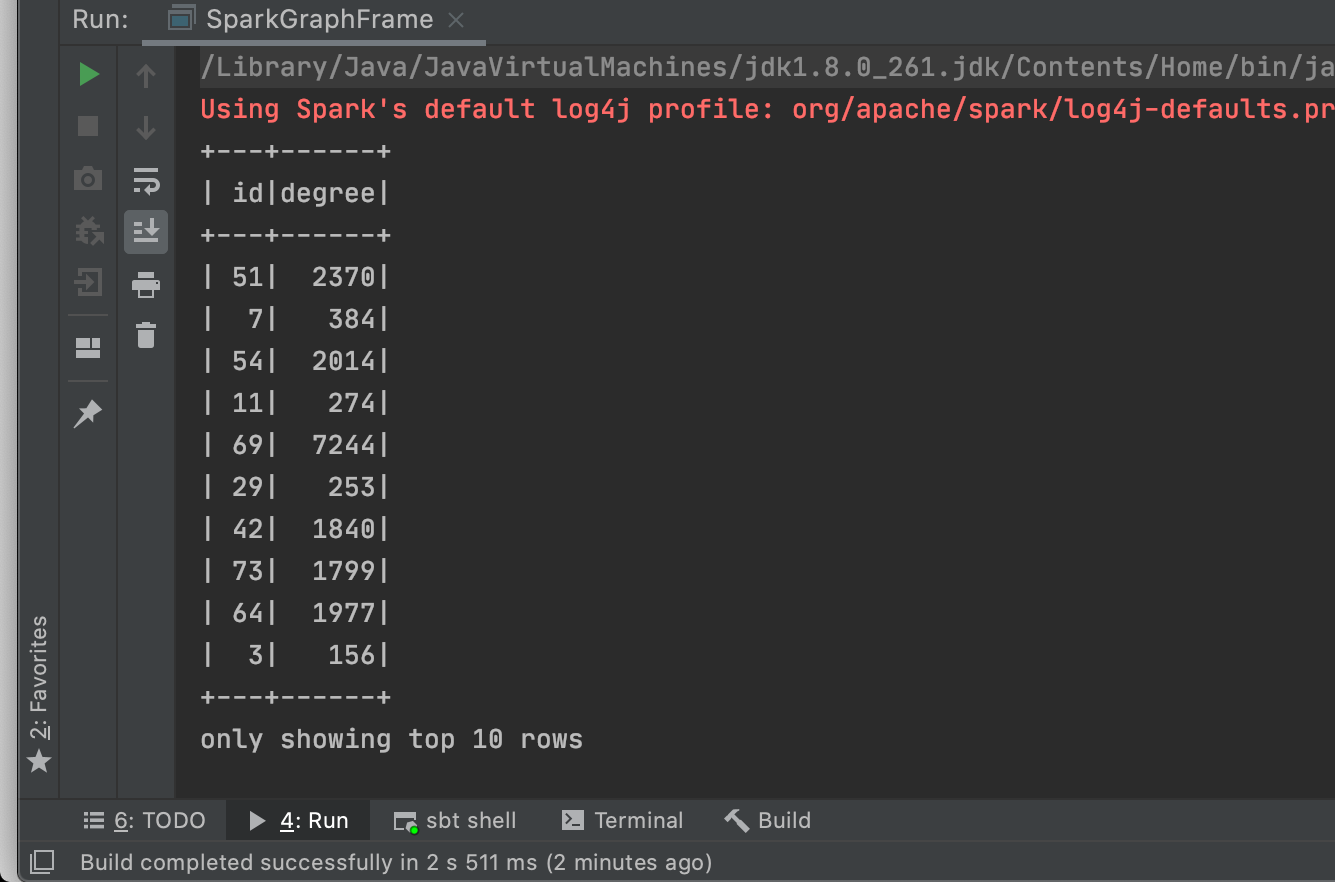 Run: SparkGraphFrame
/Library/Java/JavaVirtualMachines/jdk1.8.0_261.jdk/Contents/Home/bin/ja
Using Spark's default log4j profile: org/apache/spark/log4j-defaults.pr
+---+------+
| id|degree|
+---+------+
| 51|  2370|
|  7|   384|
| 54|  2014|
| 11|   274|
| 69|  7244|
| 29|   253|
| 42|  1840|
| 73|  1799|
| 64|  1977|
|  3|   156|
+---+------+
only showing top 10 rows
2: Favorites
6: TODO 4: Run sbt shell Terminal Build
Build completed successfully in 2 s 511 ms (2 minutes ago)